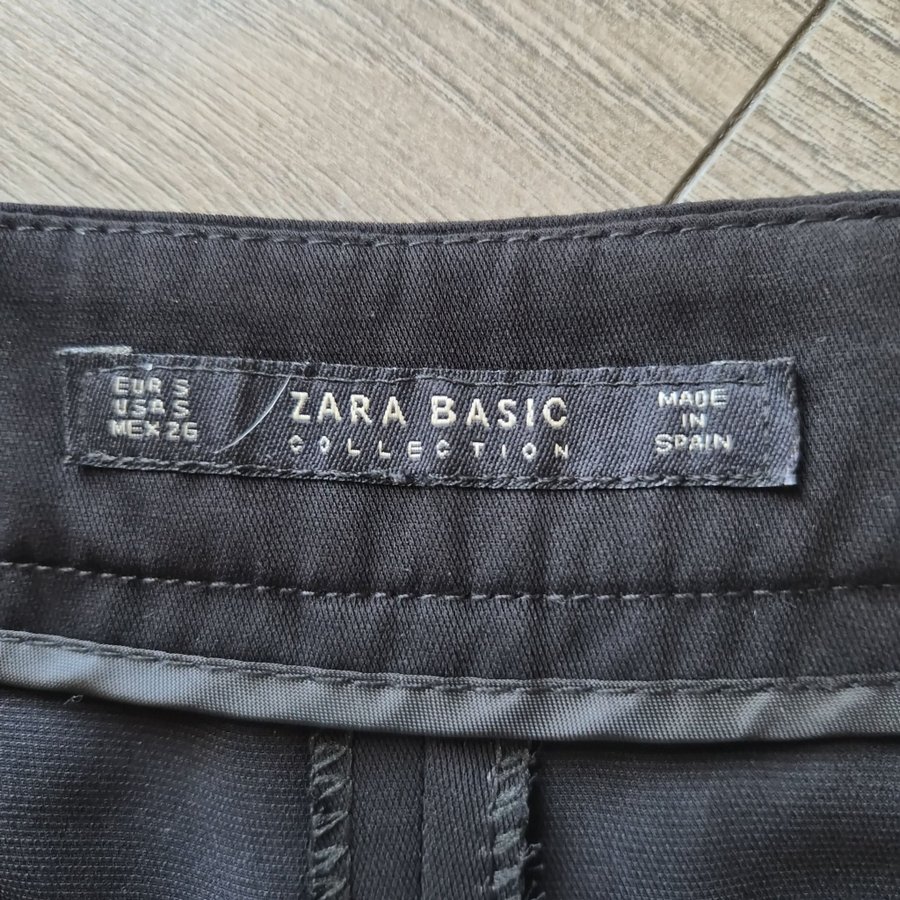 EUR S
USA S
MEX 26
ZARA BASIC
COLLECTION
MADE
IN
SPAIN